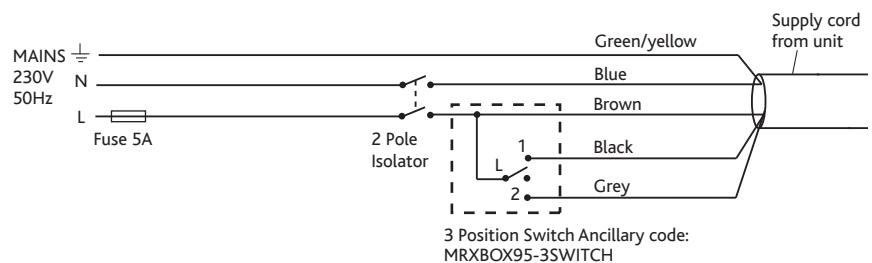 Supply cord
from unit
Green/yellow
MAINS
230V
50Hz
N
Blue
L
Brown
Fuse 5A
2 Pole
Isolator
1
Black
L
2
Grey
3 Position Switch Ancillary code:
MRXBOX95-3SWITCH